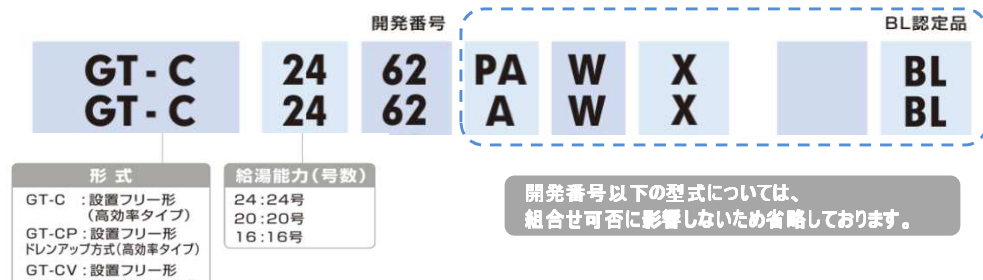 開発番号 BL認定品
GT - C 24 62 PA W X BL
GT - C 24 62 A W X BL
形 式
GT-C ：設置フリー形
（高効率タイプ）
GT-CP：設置フリー形
ドレンアップ方式（高効率タイプ）
GT-CV：設置フリー形
給湯能力（号数）
24：24号
20：20号
16：16号
開発番号以下の型式については、
組合せ可否に影響しないため省略しております。